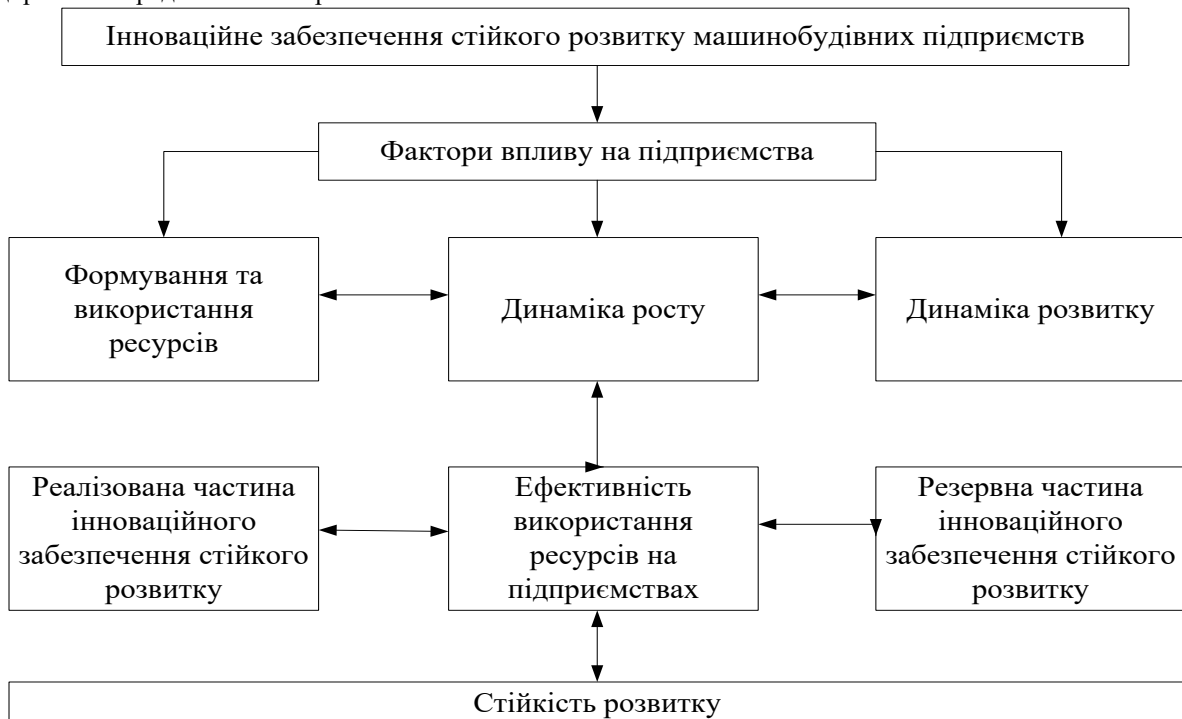 Інноваційне забезпечення стійкого розвитку машинобудівних підприємств
Фактори впливу на підприємства
Формування та
використання
ресурсів
Динаміка росту
Динаміка розвитку
Реалізована частина
інноваційного
забезпечення стійкого
розвитку
Ефективність
використання
ресурсів на
підприємствах
Резервна частина
інноваційного
забезпечення стійкого
розвитку
Стійкість розвитку